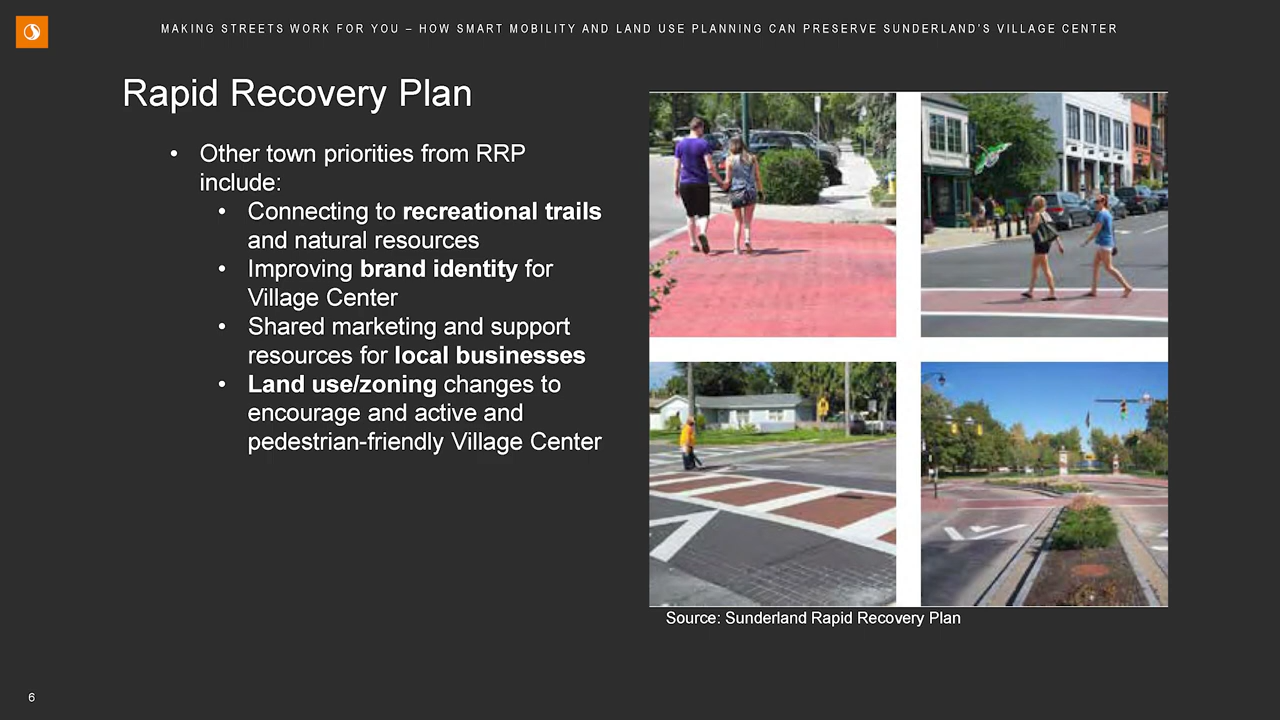 MAKING STREETS WORK FOR YOU – HOW SMART MOBILITY AND LAND USE PLANNING CAN PRESERVE SUNDERLAND'S VILLAGE CENTER
Rapid Recovery Plan
• Other town priorities from RRP
include:
• Connecting to recreational trails
and natural resources
• Improving brand identity for
Village Center
• Shared marketing and support
resources for local businesses
• Land use/zoning changes to
encourage and active and
pedestrian-friendly Village Center
Source: Sunderland Rapid Recovery Plan
6